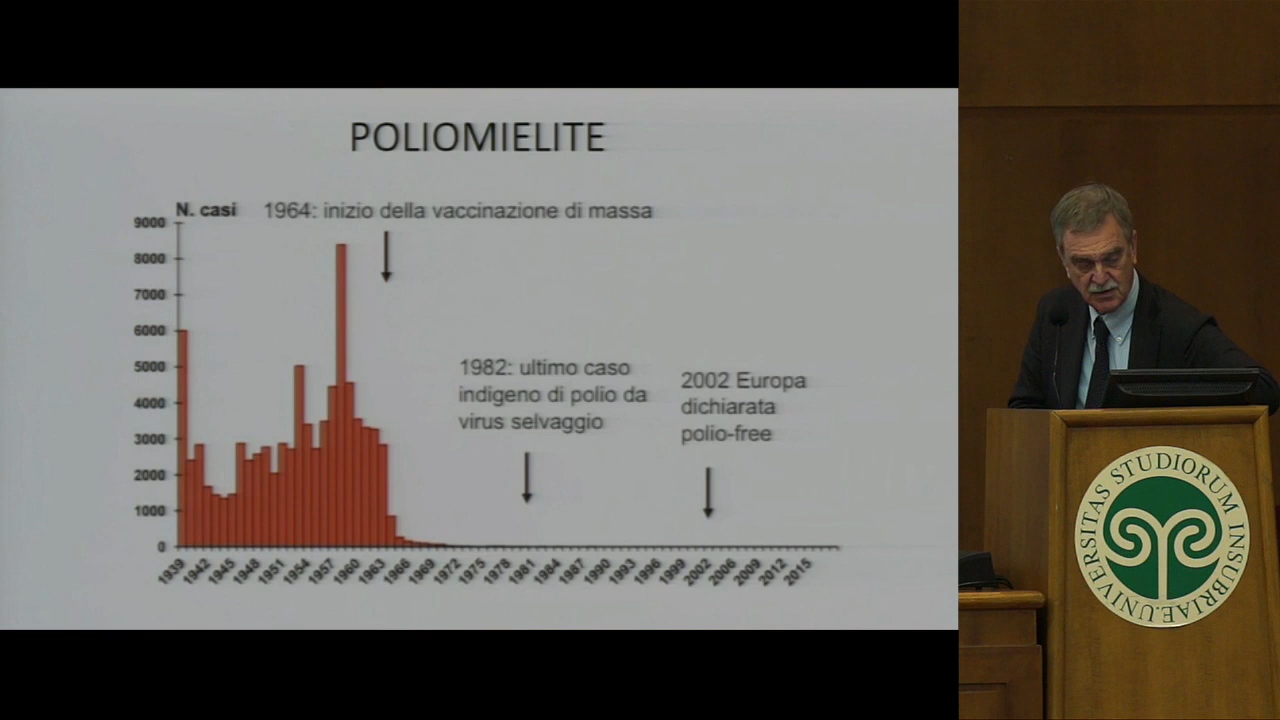 POLIOMIELITE
N. casi
1964: inizio della vaccinazione di massa
9000
8000
7000
6000
5000
4000
3000
2000
1000
0
1982: ultimo caso
indigeno di polio da
virus selvaggio
2002 Europa
dichiarata
polio-free
1939 1942 1945 1948 1951 1954 1957 1960 1963 1966 1969 1972 1975 1978 1981 1984 1987 1990 1993 1996 1999 2002 2006 2009 2012 2015
UNIVERSITAS STUDIORUM INSUBRIAE